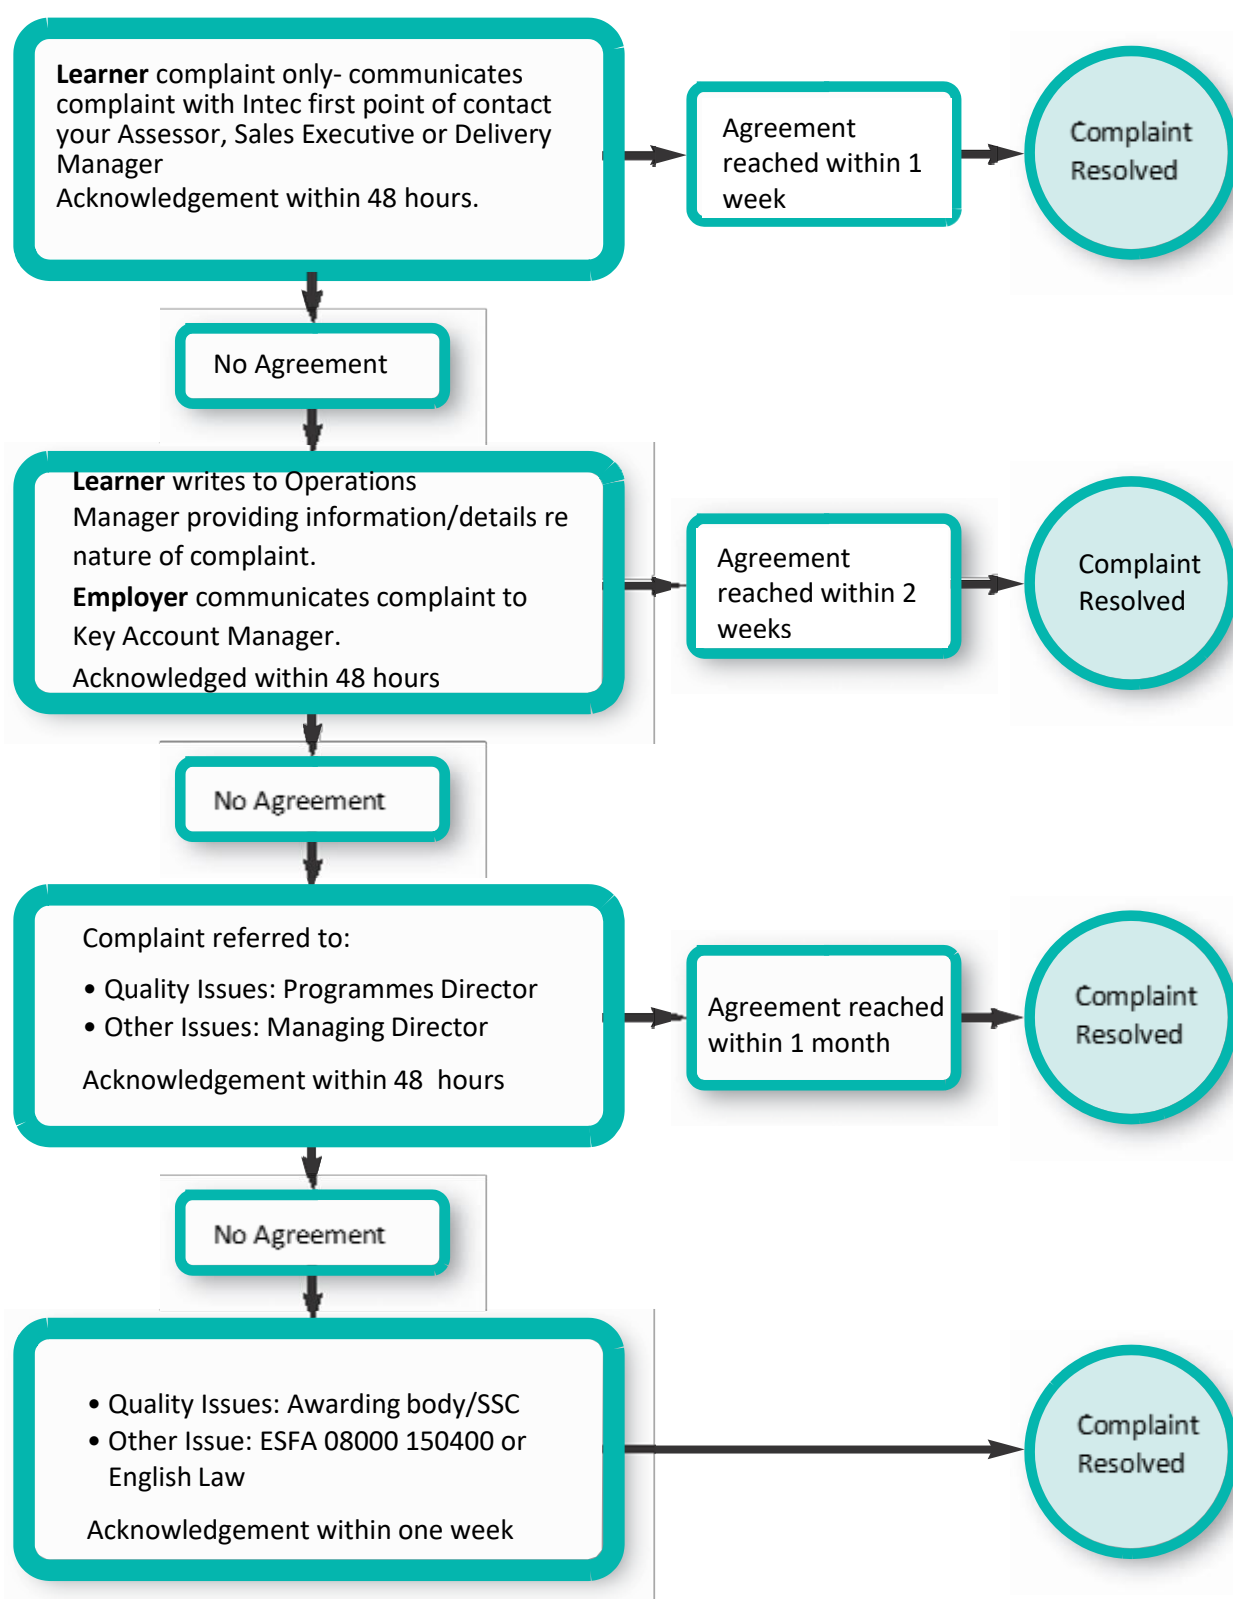 Learner complaint only- communicates
complaint with Intec first point of contact
your Assessor, Sales Executive or Delivery
Manager
Acknowledgement within 48 hours.
Agreement
reached within 1
week
Complaint
Resolved
No Agreement
Learner writes to Operations
Manager providing information/details re
nature of complaint.
Employer communicates complaint to
Key Account Manager.
Acknowledged within 48 hours
Agreement
reached within 2
weeks
Complaint
Resolved
No Agreement
Complaint referred to:
• Quality Issues: Programmes Director
• Other Issues: Managing Director
Acknowledgement within 48 hours
Agreement reached
within 1 month
Complaint
Resolved
No Agreement
• Quality Issues: Awarding body/SSC
• Other Issue: ESFA 08000 150400 or
English Law
Acknowledgement within one week
Complaint
Resolved